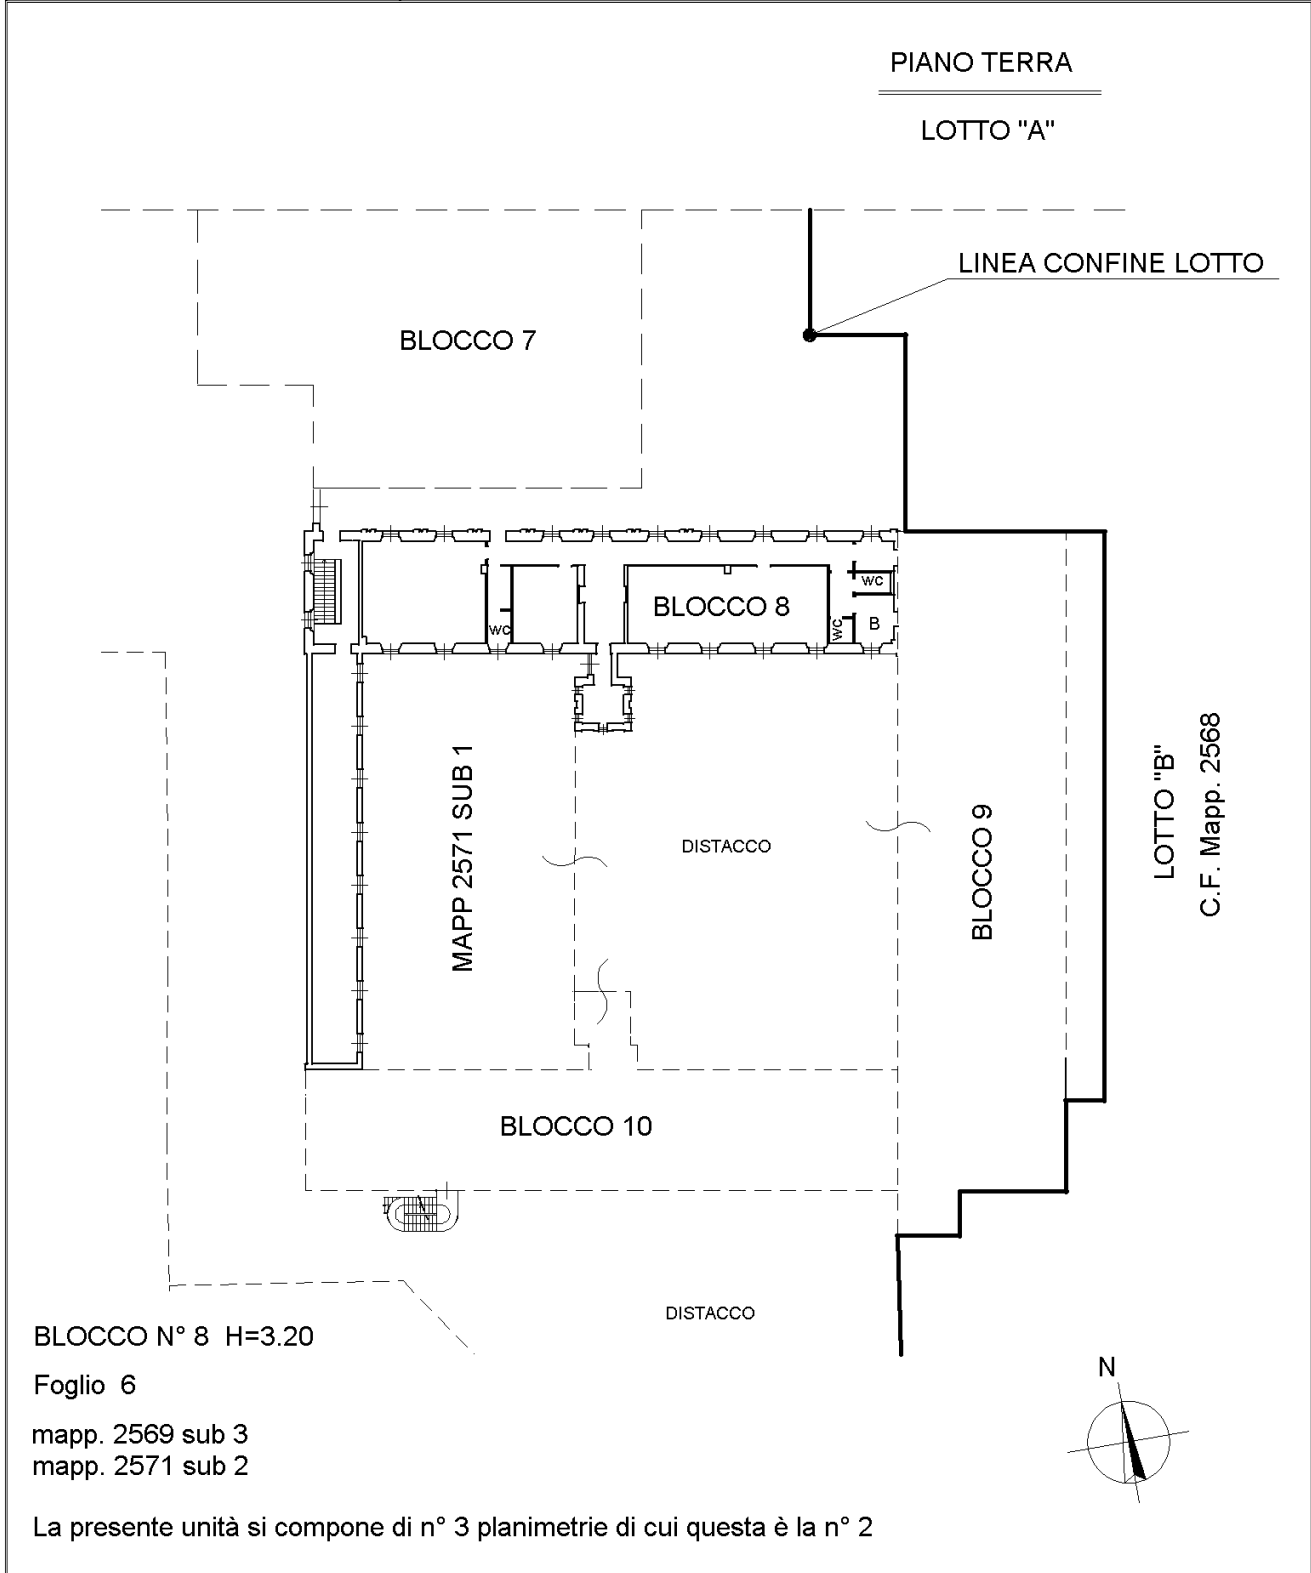 PIANO TERRA
LOTTO "A"
LINEA CONFINE LOTTO
BLOCCO 7
BLOCCO 8
WC
WC
WC
B
MAPP 2571 SUB 1
DISTACCO
BLOCCO 9
LOTTO "B"
C.F. Mapp. 2568
BLOCCO 10
DISTACCO
BLOCCO N° 8 H=3.20
Foglio 6
mapp. 2569 sub 3
mapp. 2571 sub 2
N
La presente unità si compone di n° 3 planimetrie di cui questa è la n° 2